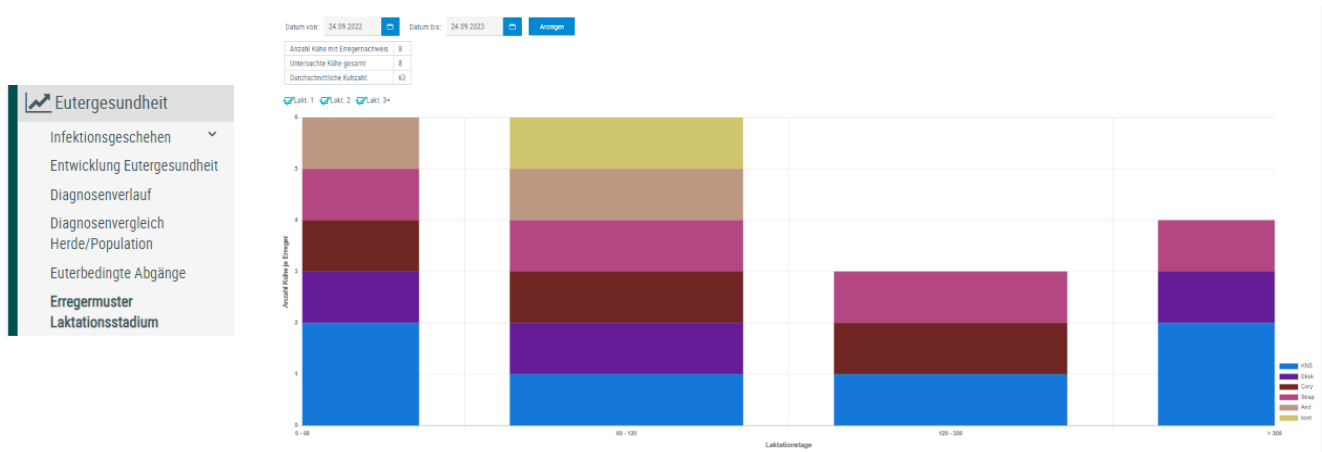 Eutergesundheit
Infektionsgeschehen
Entwicklung Eutergesundheit
Diagnosenverlauf
Diagnosenvergleich
Herde/Population
Euterbedingte Abgänge
Erregermuster
Laktationsstadium
Datum von: 24.09.2022 Datum bis: 24.09.2023 Anzeigen
Anzahl Kühe mit Erregernachweis 8
Untersuchte Kühe gesamt 8
Durchschnittliche Kuhzahl: 63
Lakt. 1 Lakt. 2 Lakt. 3+
6
5
4
3
2
1
0
Anzahl Kühe je Erreger
0 - 60 60 - 120 120 - 300 > 300
Laktationstage
KNS
Ekok
Cory
Strep
And
kont